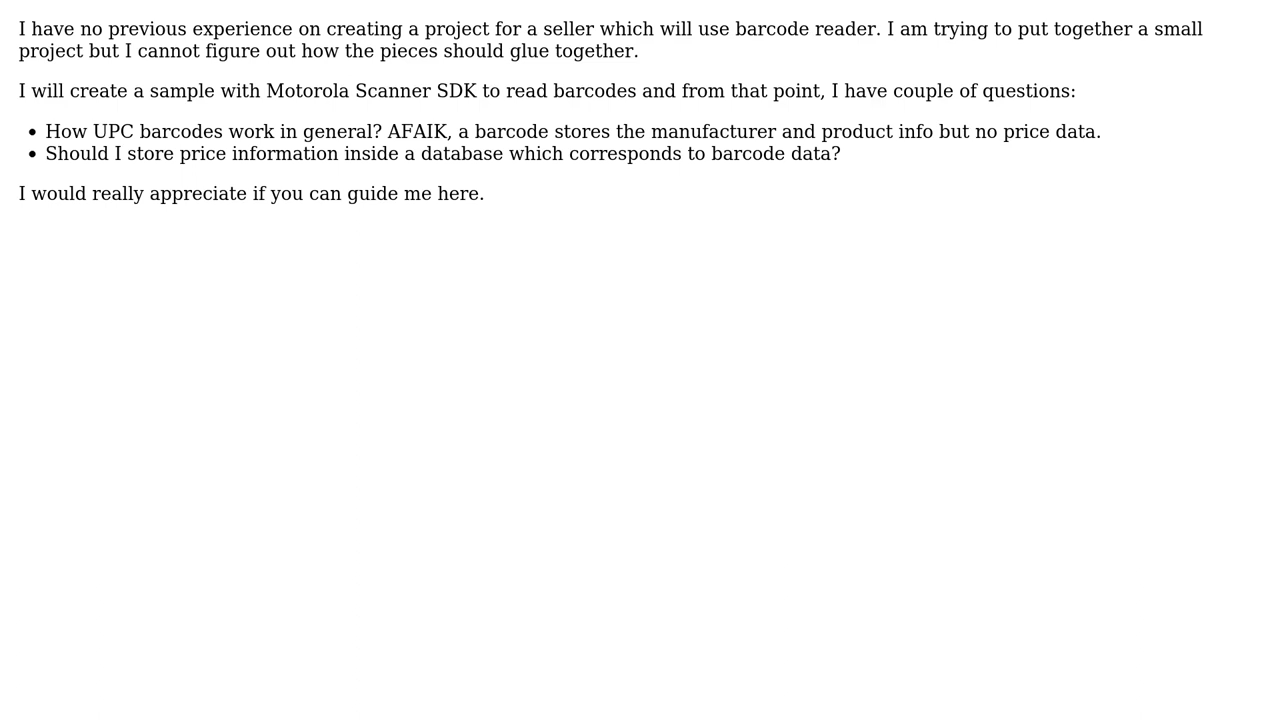 I have no previous experience on creating a project for a seller which will use barcode reader. I am trying to put together a small
project but I cannot figure out how the pieces should glue together.
I will create a sample with Motorola Scanner SDK to read barcodes and from that point, I have couple of questions:
• How UPC barcodes work in general? AFAIK, a barcode stores the manufacturer and product info but no price data.
• Should I store price information inside a database which corresponds to barcode data?
I would really appreciate if you can guide me here.